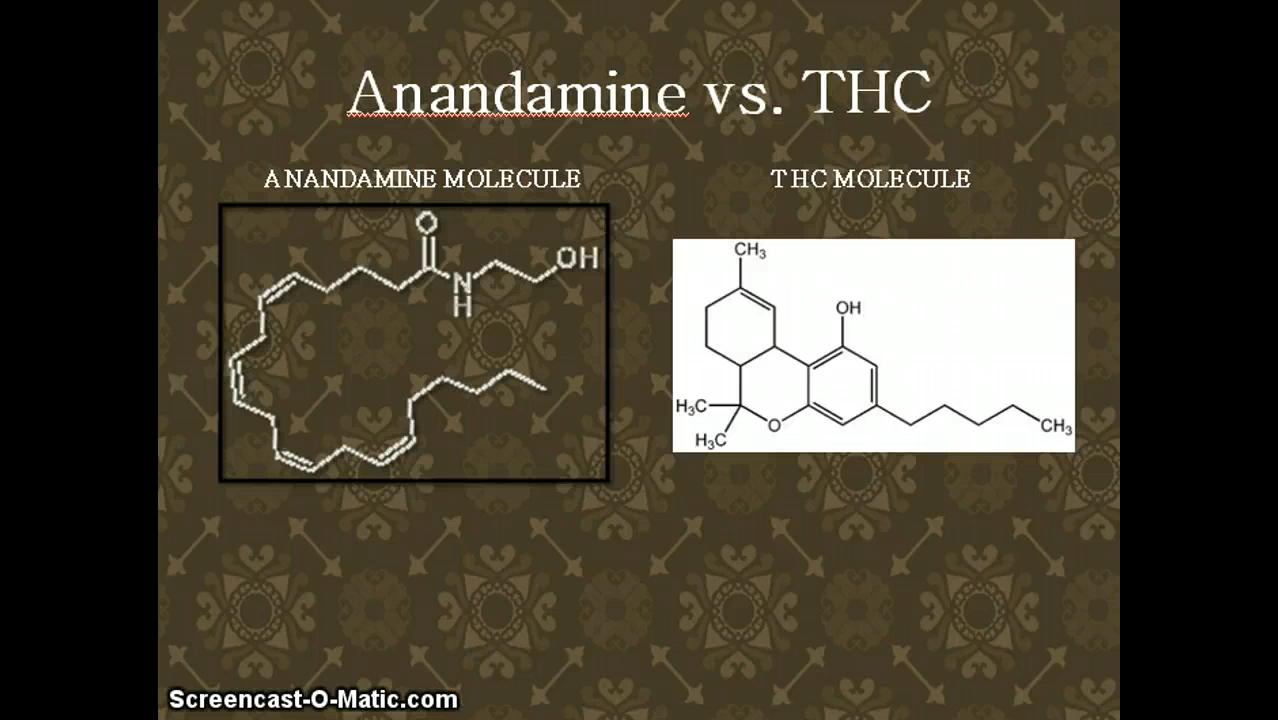 Anandamine vs. THC
ANANDAMINE MOLECULE
THC MOLECULE
O
OH
N
H
CH3
OH
H3C
H3C
O
CH3
Screencast-O-Matic.com